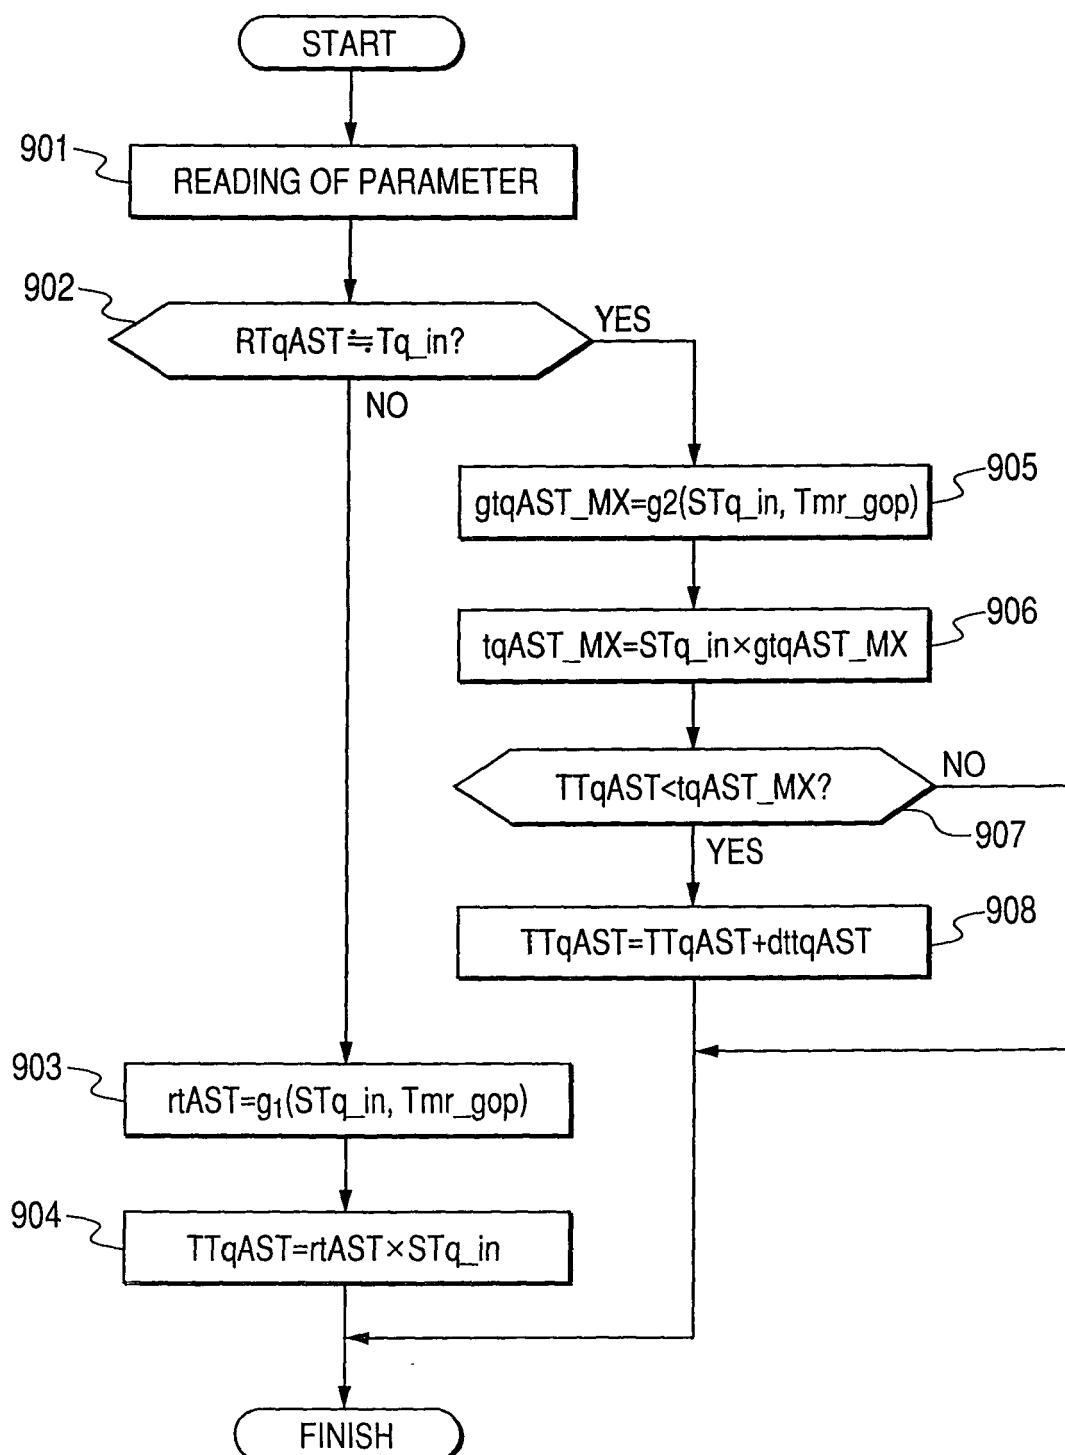 START
901
READING OF PARAMETER
902
RTqAST≒Tq_in?
YES
NO
905
gtqAST_MX=g2(STq_in, Tmr_gop)
906
tqAST_MX=STq_in×gtqAST_MX
TTqAST<tqAST_MX?
NO
907
YES
908
TTqAST=TTqAST+dttqAST
903
rtAST=g₁(STq_in, Tmr_gop)
904
TTqAST=rtAST×STq_in
FINISH